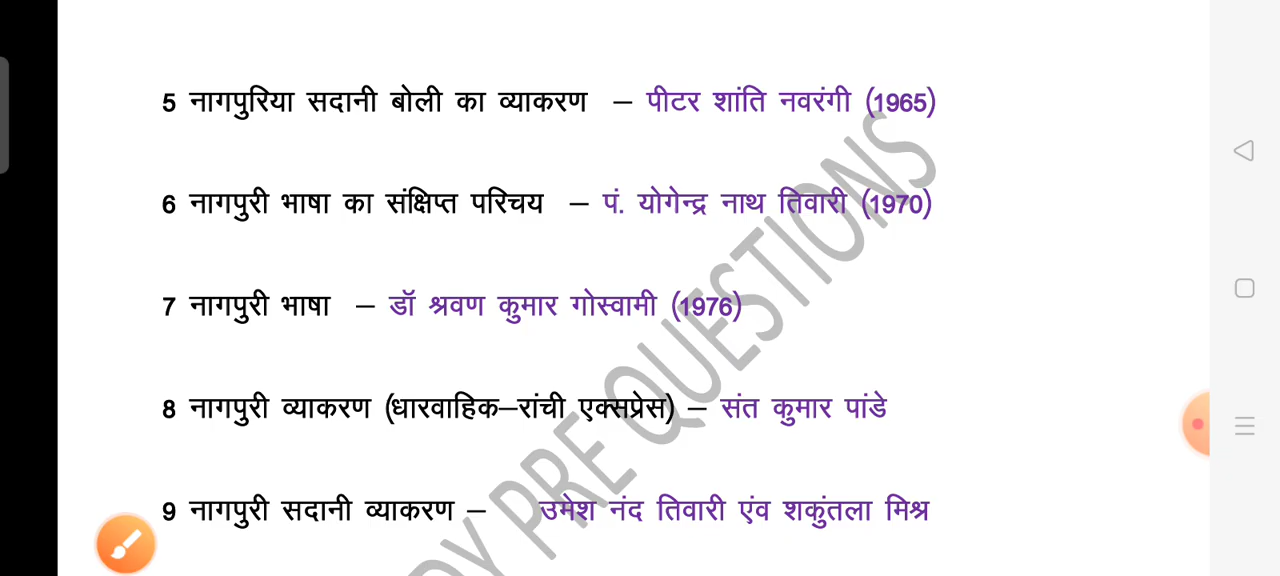 5 नागपुरिया सदानी बोली का व्याकरण – पीटर शांति नवरंगी (1965)
6 नागपुरी भाषा का संक्षिप्त परिचय – पं. योगेन्द्र नाथ तिवारी (1970)
7 नागपुरी भाषा – डॉ श्रवण कुमार गोस्वामी (1976)
8 नागपुरी व्याकरण (धारवाहिक–रांची एक्सप्रेस) – संत कुमार पांडे
9 नागपुरी सदानी व्याकरण – उमेश नंद तिवारी एंव शकुंतला मिश्र
PRE QUESTIONS